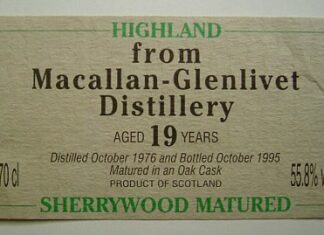 HIGHLAND
from
Macallan-Glenlivet
Distillery
AGED 19 YEARS
Distilled October 1976 and Bottled October 1995
Matured in an Oak Cask
PRODUCT OF SCOTLAND
70 cl
55.8%
SHERRYWOOD MATURED